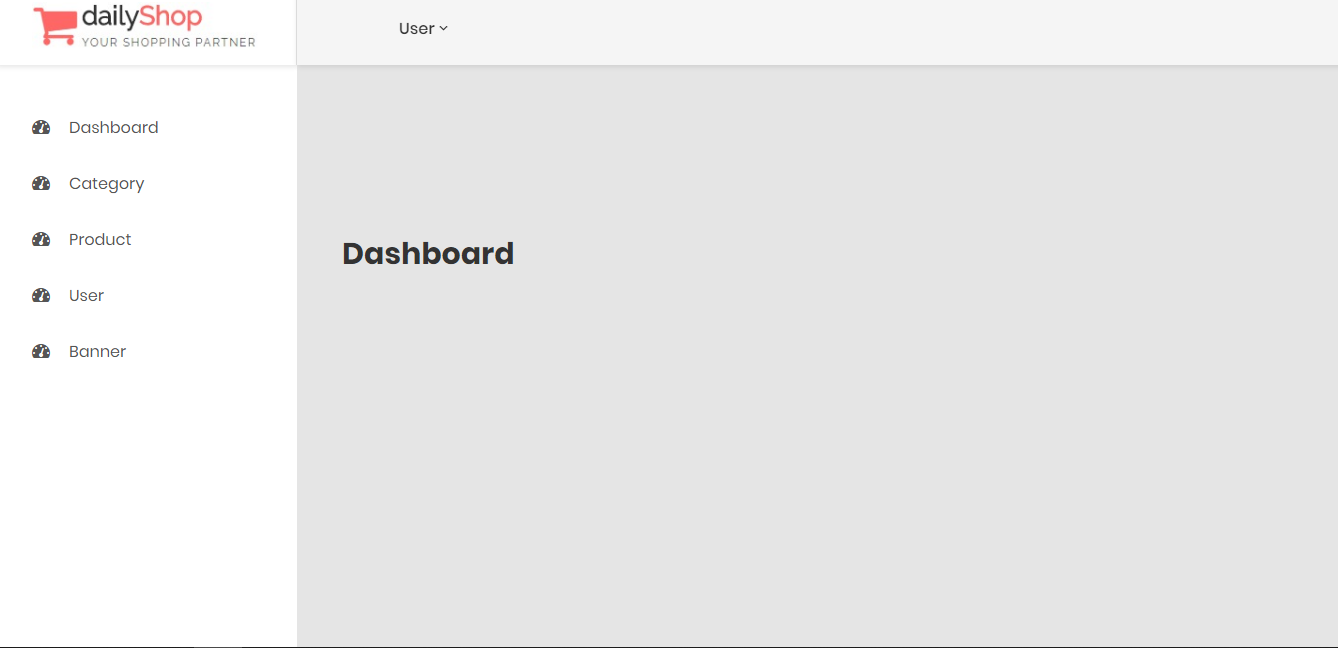 dailyShop
YOUR SHOPPING PARTNER
User
Dashboard
Category
Product
User
Banner
Dashboard